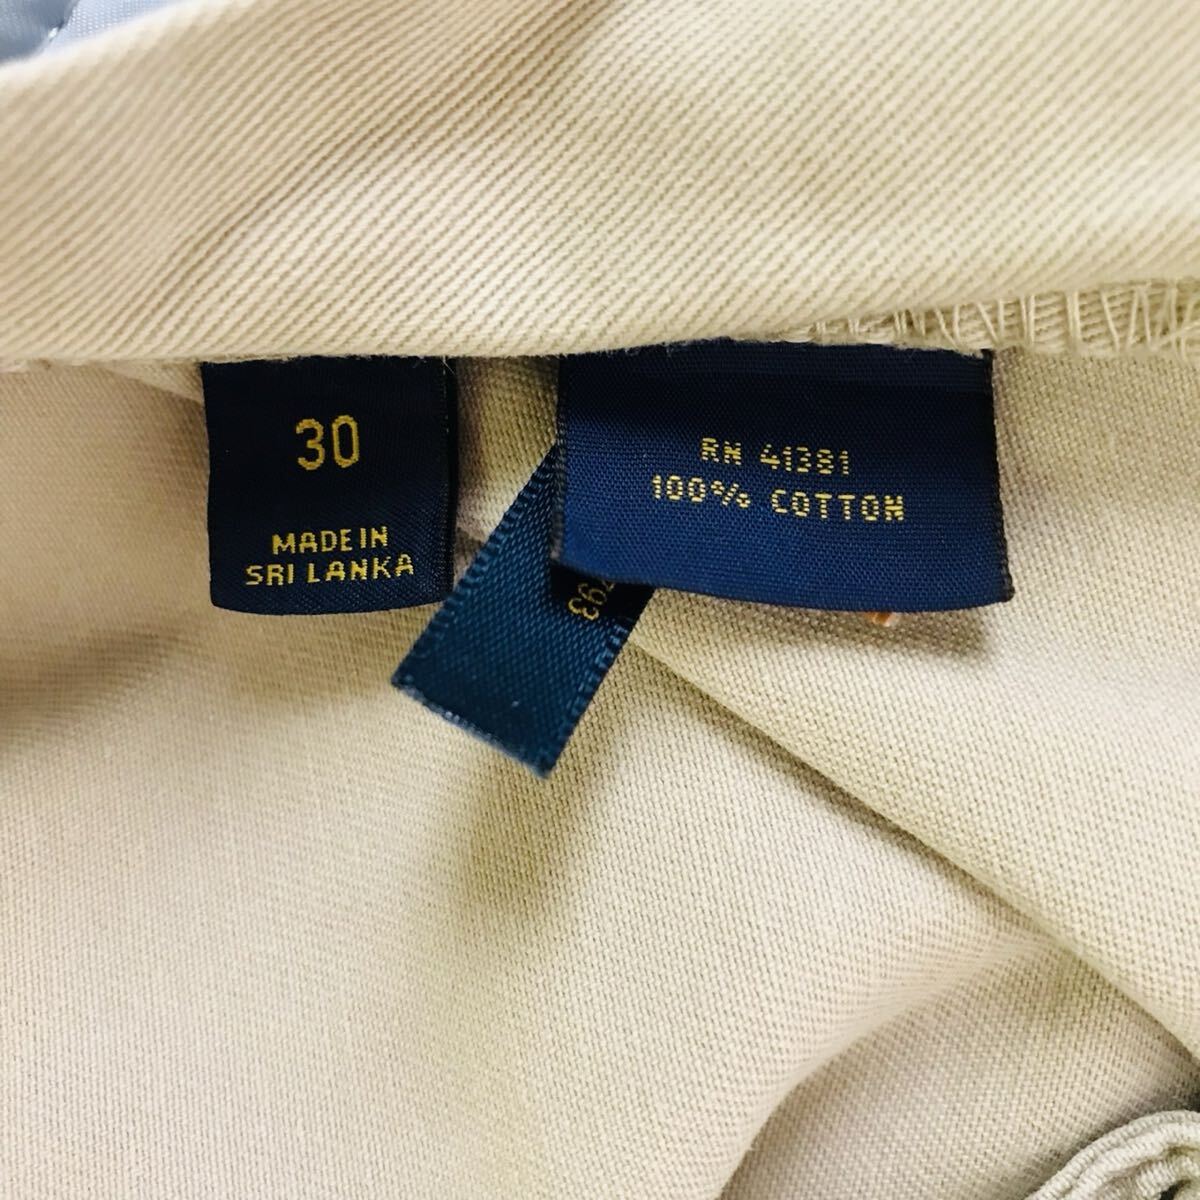 30
MADE IN
SRI LANKA
RN 41381
100% COTTON